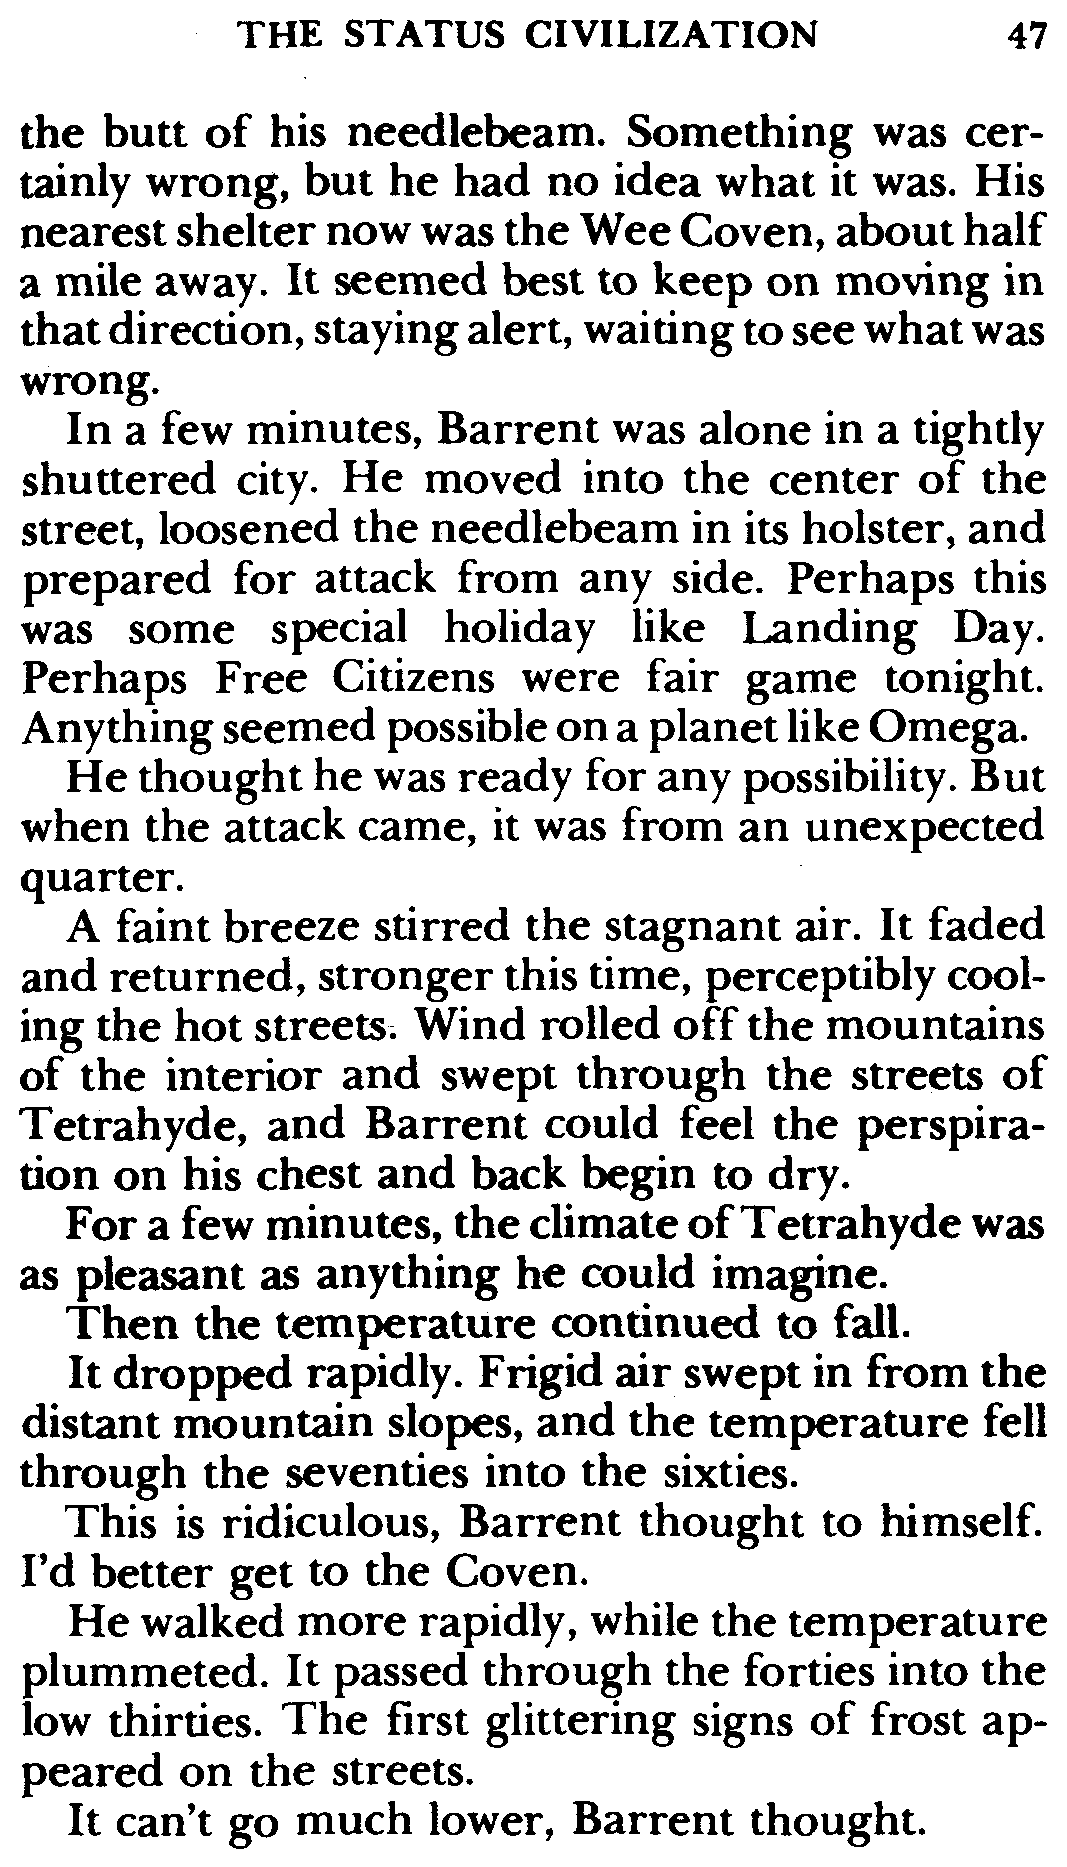 THE STATUS CIVILIZATION 47
the butt of his needlebeam. Something was cer-
tainly wrong, but he had no idea what it was. His
nearest shelter now was the Wee Coven, about half
a mile away. It seemed best to keep on moving in
that direction, staying alert, waiting to see what was
wrong.
In a few minutes, Barrent was alone in a tightly
shuttered city. He moved into the center of the
street, loosened the needlebeam in its holster, and
prepared for attack from any side. Perhaps this
was some special holiday like Landing Day.
Perhaps Free Citizens were fair game tonight.
Anything seemed possible on a planet like Omega.
He thought he was ready for any possibility. But
when the attack came, it was from an unexpected
quarter.
A faint breeze stirred the stagnant air. It faded
and returned, stronger this time, perceptibly cool-
ing the hot streets. Wind rolled off the mountains
of the interior and swept through the streets of
Tetrahyde, and Barrent could feel the perspira-
tion on his chest and back begin to dry.
For a few minutes, the climate of Tetrahyde was
as pleasant as anything he could imagine.
Then the temperature continued to fall.
It dropped rapidly. Frigid air swept in from the
distant mountain slopes, and the temperature fell
through the seventies into the sixties.
This is ridiculous, Barrent thought to himself.
I'd better get to the Coven.
He walked more rapidly, while the temperature
plummeted. It passed through the forties into the
low thirties. The first glittering signs of frost ap-
peared on the streets.
It can't go much lower, Barrent thought.